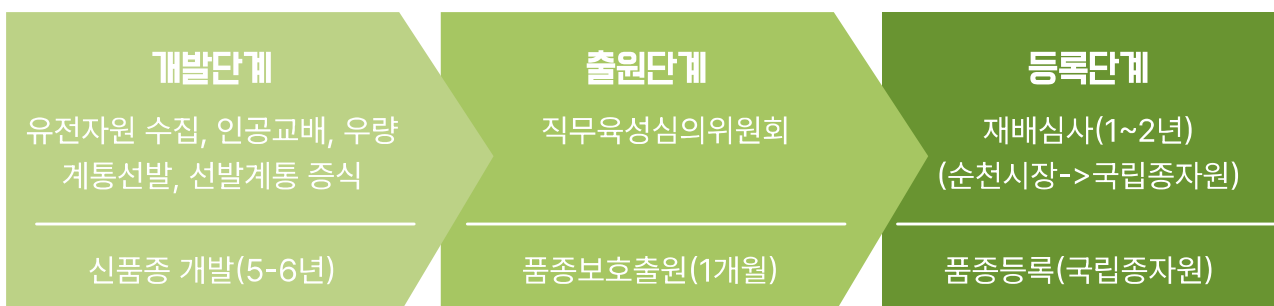 개발단계
유전자원 수집, 인공교배, 우량
계통선발, 선발계통 증식
신품종 개발(5-6년)
출원단계
직무육성심의위원회
품종보호출원(1개월)
등록단계
재배심사(1~2년)
(순천시장->국립종자원)
품종등록(국립종자원)